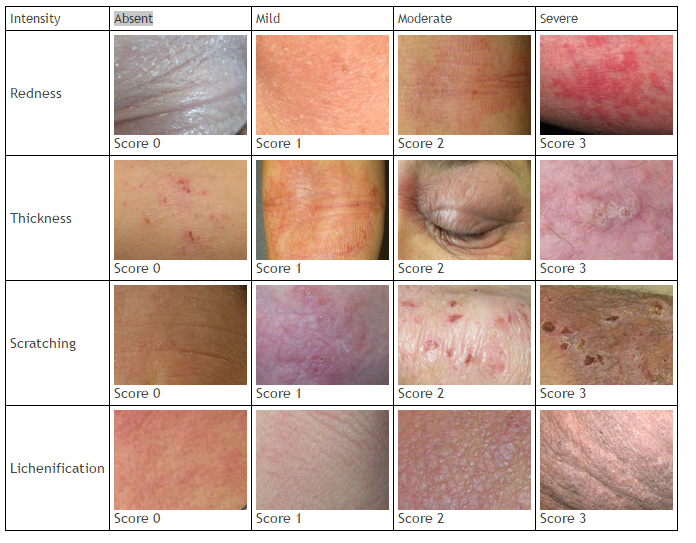 Intensity Absent Mild Moderate Severe
Redness
Score 0 Score 1 Score 2 Score 3
Thickness
Score 0 Score 1 Score 2 Score 3
Scratching
Score 0 Score 1 Score 2 Score 3
Lichenification
Score 0 Score 1 Score 2 Score 3